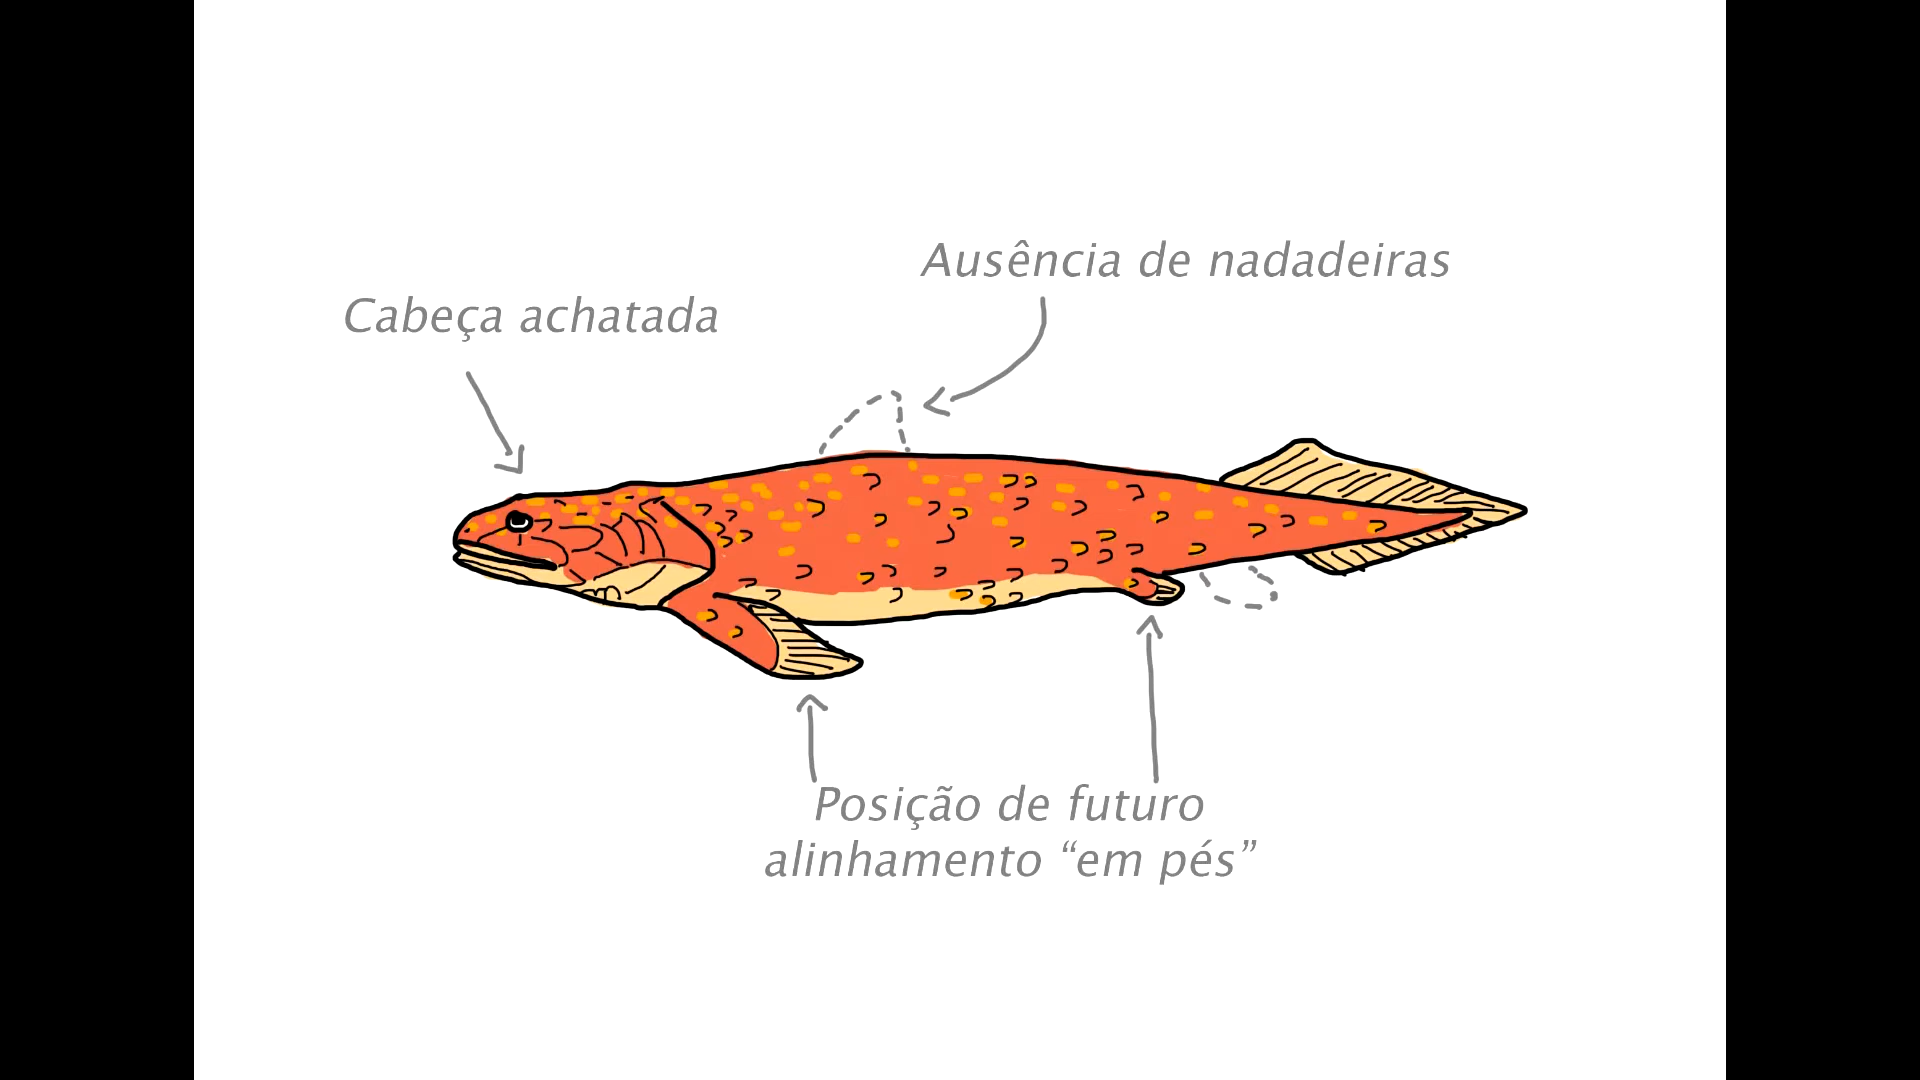 Ausência de nadadeiras
Cabeça achatada
Posição de futuro
alinhamento “em pés”